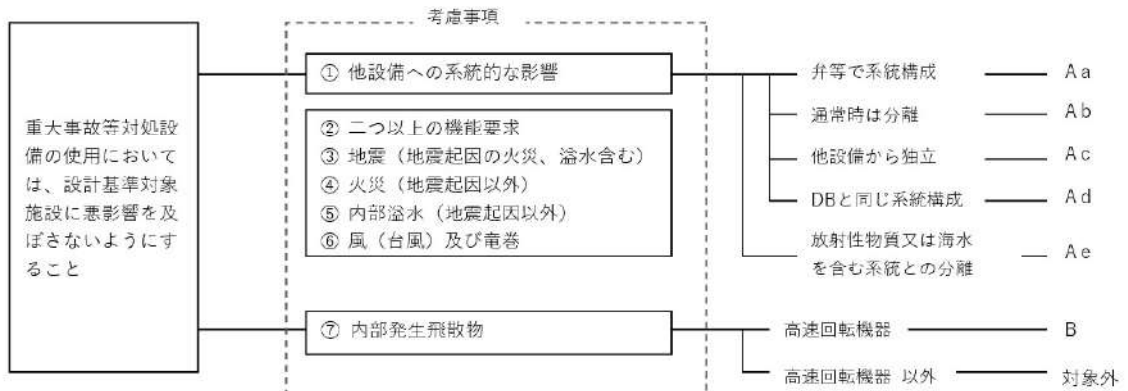 考慮事項
重大事故等対処設
備の使用において
は、設計基準対象
施設に悪影響を及
ぼさないようにす
ること
① 他設備への系統的な影響
② 二つ以上の機能要求
③ 地震（地震起因の火災、溢水含む）
④ 火災（地震起因以外）
⑤ 内部溢水（地震起因以外）
⑥ 風（台風）及び竜巻
⑦ 内部発生飛散物
弁等で系統構成 Aa
通常時は分離 Ab
他設備から独立 Ac
DBと同じ系統構成 Ad
放射性物質又は海水
を含む系統との分離 Ae
高速回転機器 B
高速回転機器 以外 対象外